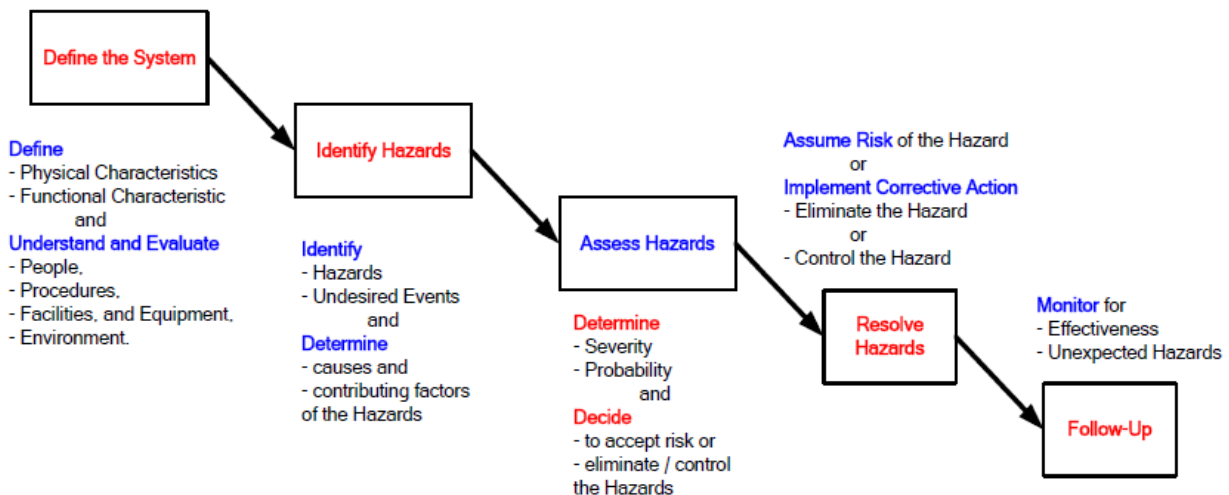 Define the System
Define
- Physical Characteristics
- Functional Characteristic
and
Understand and Evaluate
- People,
- Procedures,
- Facilities, and Equipment,
- Environment.
Identify Hazards
Identify
- Hazards
- Undesired Events
and
Determine
- causes and
- contributing factors
of the Hazards
Assess Hazards
Determine
- Severity
- Probability
and
Decide
- to accept risk or
- eliminate / control
the Hazards
Assume Risk of the Hazard
or
Implement Corrective Action
- Eliminate the Hazard
or
- Control the Hazard
Resolve
Hazards
Monitor for
- Effectiveness
- Unexpected Hazards
Follow-Up